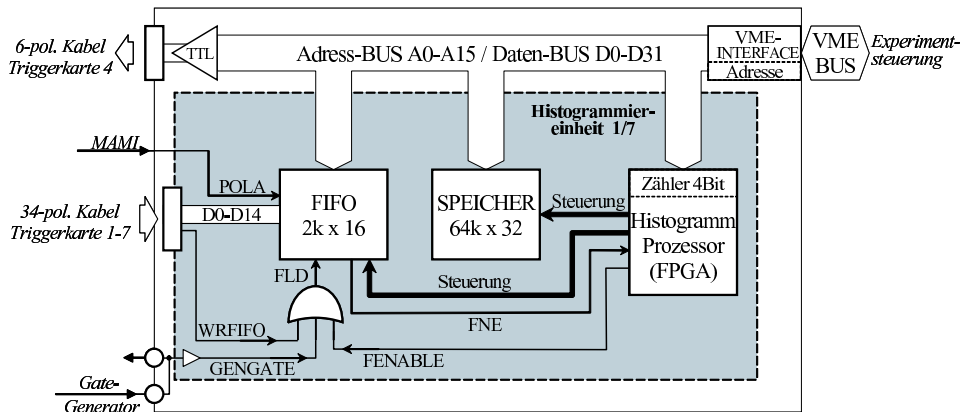 6-pol. Kabel
Triggerkarte 4
TTL
Adress-BUS A0-A15 / Daten-BUS D0-D31
VME-
INTERFACE
Adresse
VME
BUS
Experiment-
steuerung
Histogrammier-
einheit 1/7
MAMI
POLA
34-pol. Kabel
Triggerkarte 1-7
D0-D14
FIFO
2k x 16
SPEICHER
64k x 32
Steuerung
Zähler 4Bit
Histogramm
Prozessor
(FPGA)
FLD
Steuerung
FNE
WRFIFO
GENGATE
FENABLE
Gate-
Generator